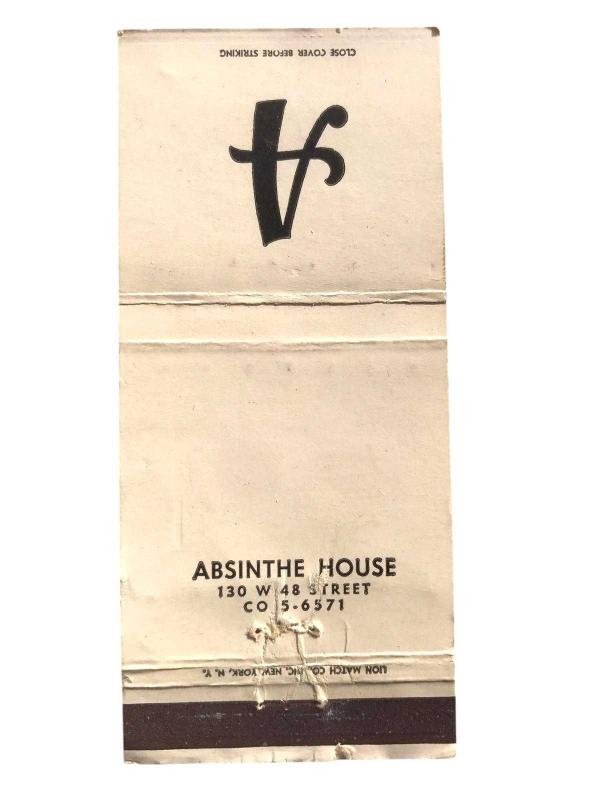 CLOSE COVER BEFORE STRIKING
A
ABSINTHE HOUSE
130 W 48 STREET
CO 5-6571
LION MATCH CO., INC. NEW YORK, N. Y.